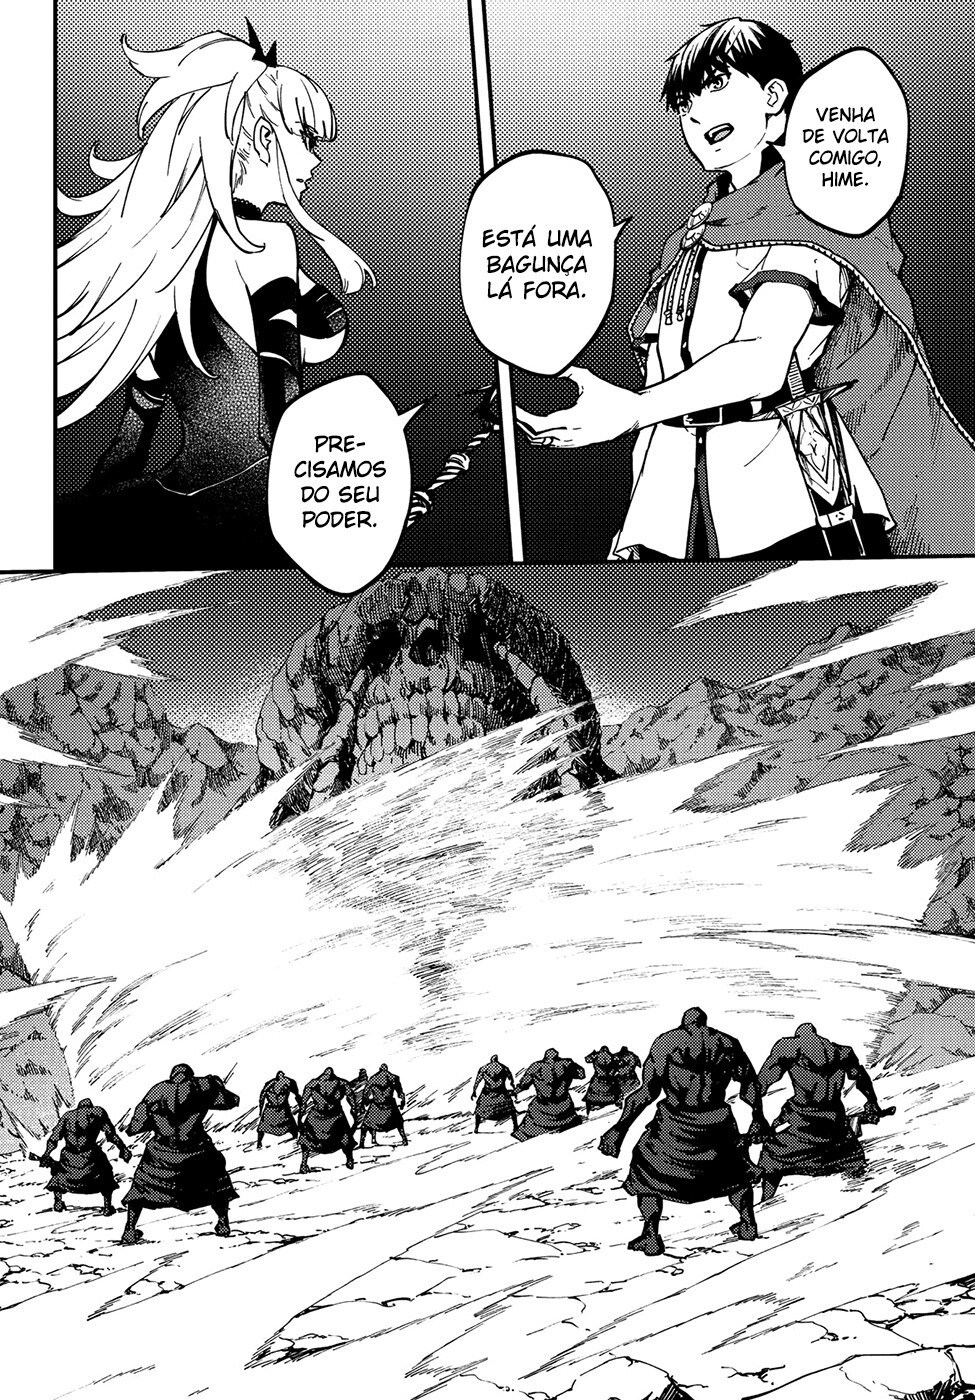 VENHA
DE VOLTA
COMIGO,
HIME.
ESTÁ UMA
BAGUNÇA
LÁ FORA.
PRE-
CISAMOS
DO SEU
PODER.